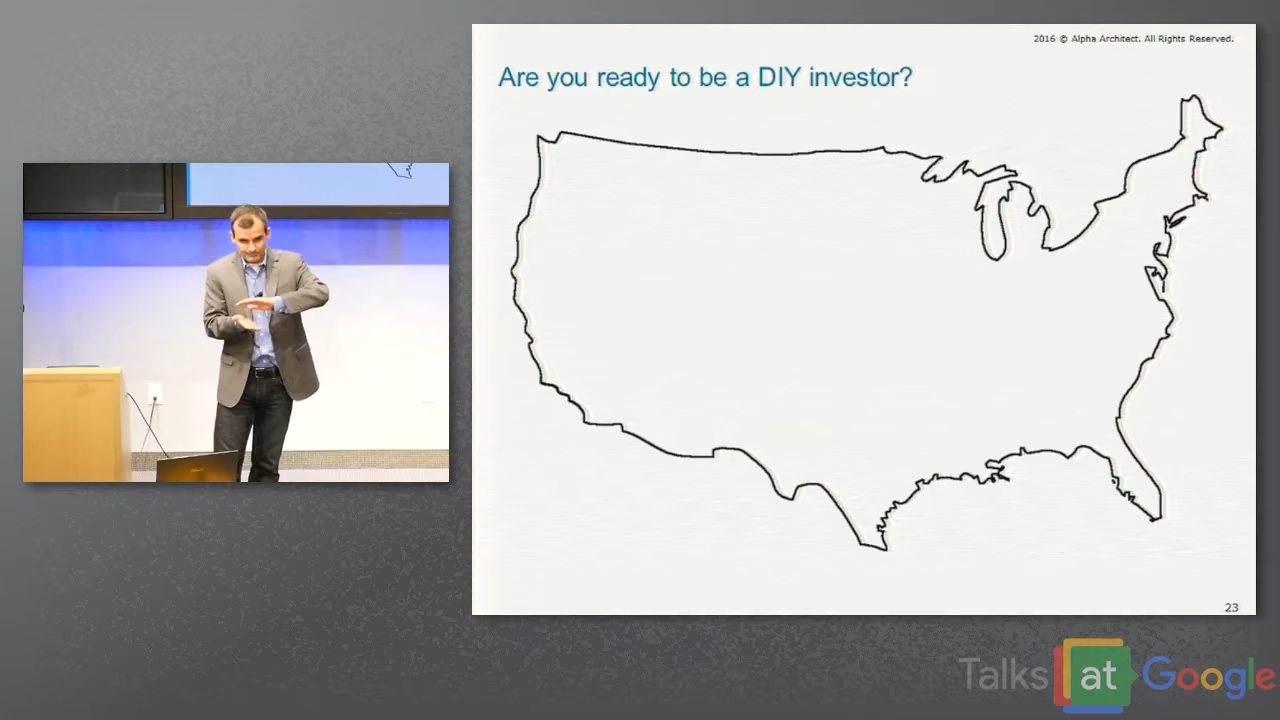 2016 © Alpha Architect. All Rights Reserved.
Are you ready to be a DIY investor?
23
Talks at Google